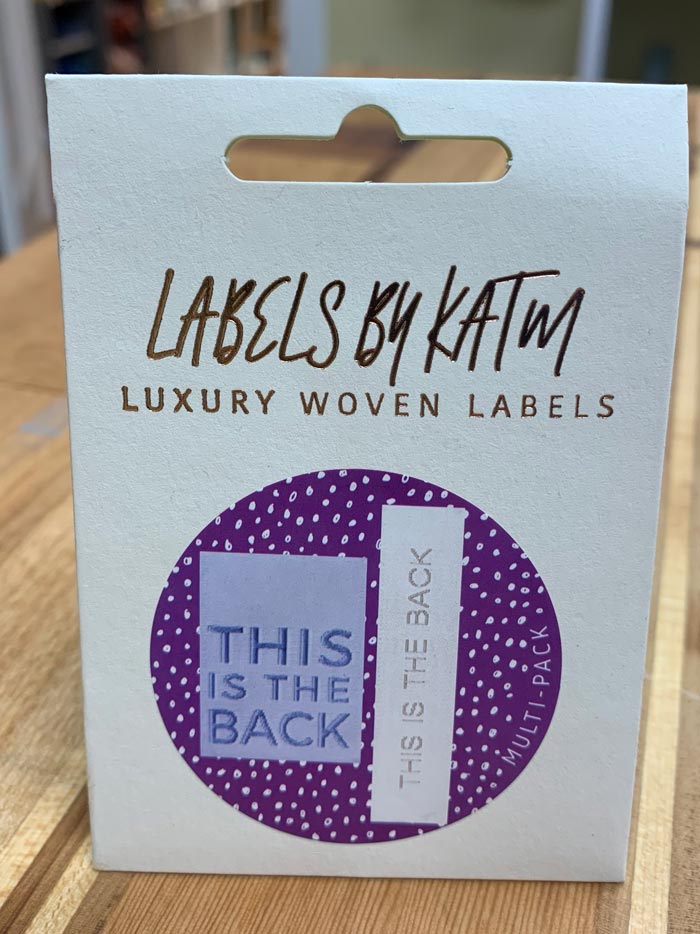 LABELS BY KATM
LUXURY WOVEN LABELS
THIS
IS THE
BACK
THIS IS THE BACK
MULTI-PACK